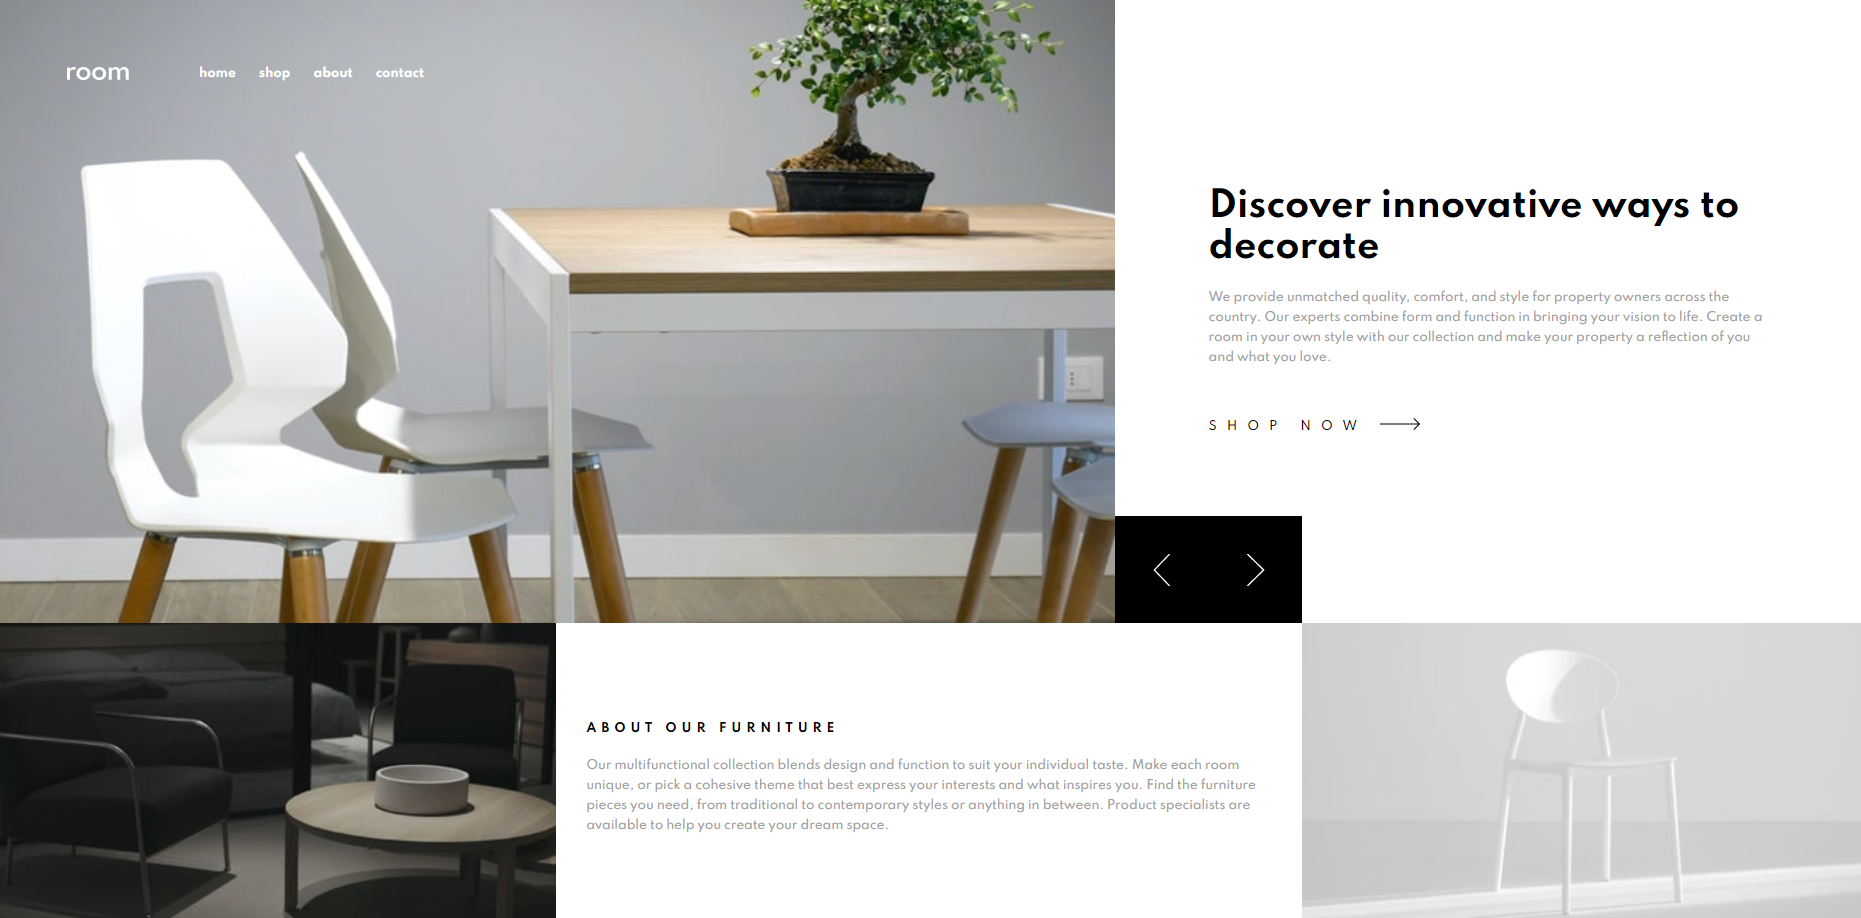 room
home shop about contact
Discover innovative ways to
decorate
We provide unmatched quality, comfort, and style for property owners across the
country. Our experts combine form and function in bringing your vision to life. Create a
room in your own style with our collection and make your property a reflection of you
and what you love.
SHOP NOW
ABOUT OUR FURNITURE
Our multifunctional collection blends design and function to suit your individual taste. Make each room
unique, or pick a cohesive theme that best express your interests and what inspires you. Find the furniture
pieces you need, from traditional to contemporary styles or anything in between. Product specialists are
available to help you create your dream space.